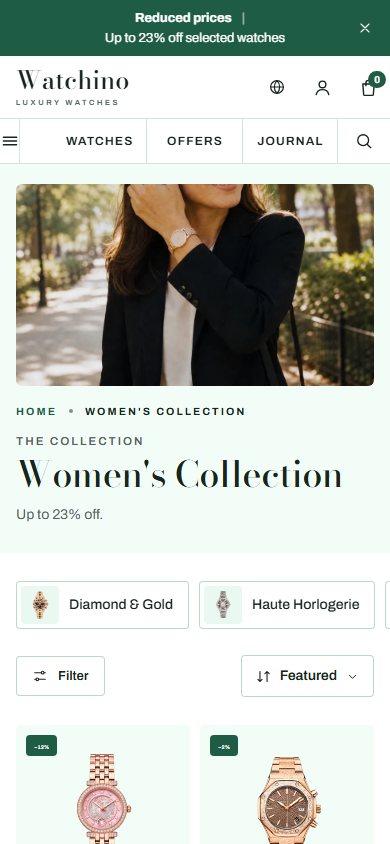 Reduced prices |
Up to 23% off selected watches
Watchino
LUXURY WATCHES
0
WATCHES
OFFERS
JOURNAL
HOME • WOMEN'S COLLECTION
THE COLLECTION
Women's Collection
Up to 23% off.
Diamond & Gold
Haute Horlogerie
Filter
Featured
−12%